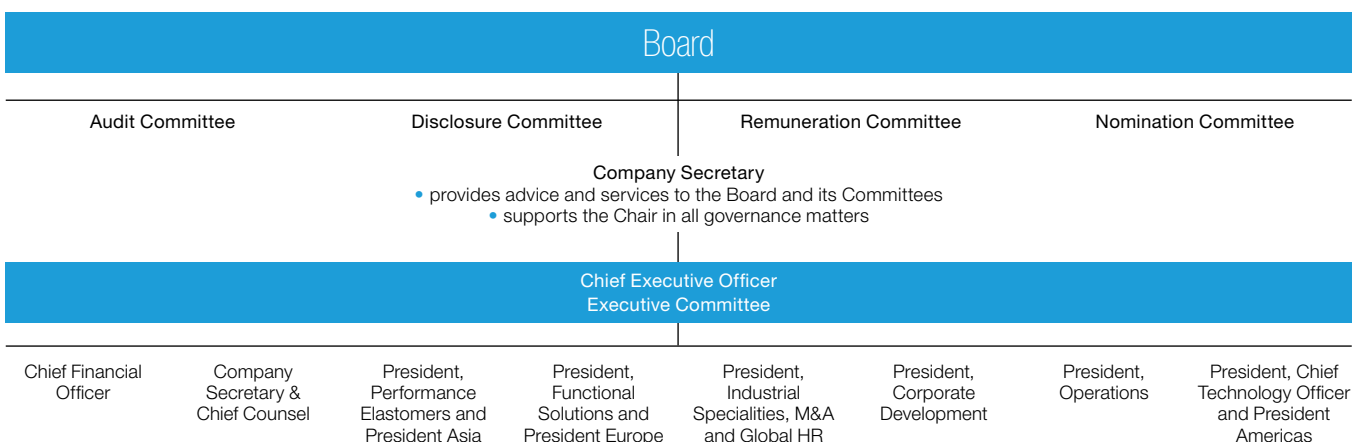 Board
Audit Committee
Disclosure Committee
Remuneration Committee
Nomination Committee
Company Secretary
• provides advice and services to the Board and its Committees
• supports the Chair in all governance matters
Chief Executive Officer
Executive Committee
Chief Financial
Officer
Company
Secretary &
Chief Counsel
President,
Performance
Elastomers and
President Asia
President,
Functional
Solutions and
President Europe
President,
Industrial
Specialities, M&A
and Global HR
President,
Corporate
Development
President,
Operations
President, Chief
Technology Officer
and President
Americas